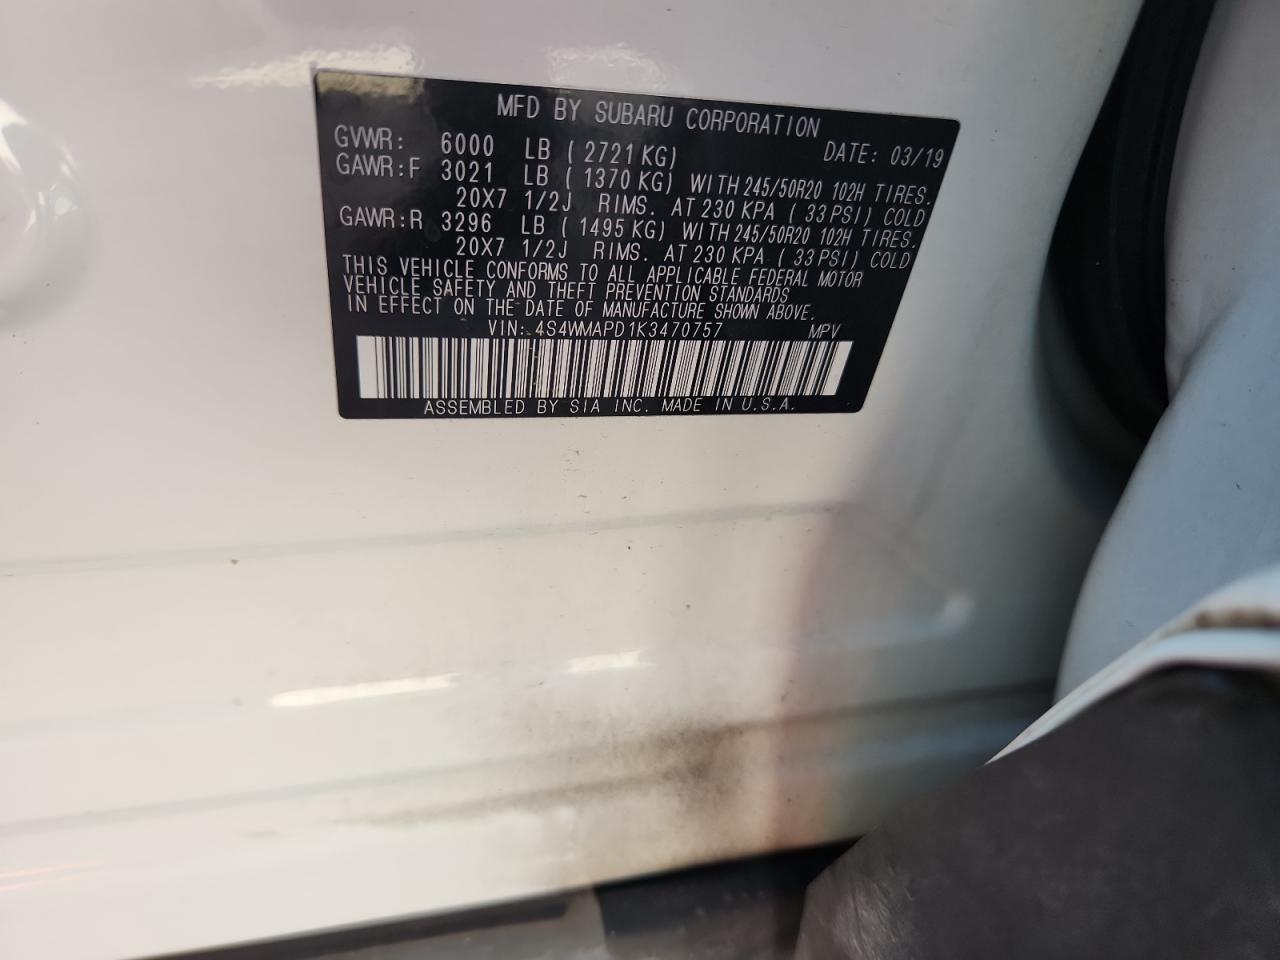 MFD BY SUBARU CORPORATION
GVWR: 6000 LB ( 2721 KG) DATE: 03/19
GAWR:F 3021 LB ( 1370 KG) WITH 245/50R20 102H TIRES.
20X7 1/2J RIMS. AT 230 KPA ( 33 PSI) COLD
GAWR:R 3296 LB ( 1495 KG) WITH 245/50R20 102H TIRES.
20X7 1/2J RIMS. AT 230 KPA ( 33 PSI) COLD
THIS VEHICLE CONFORMS TO ALL APPLICABLE FEDERAL MOTOR
VEHICLE SAFETY AND THEFT PREVENTION STANDARDS
IN EFFECT ON THE DATE OF MANUFACTURE SHOWN ABOVE.
VIN: 4S4WMAPD1K3470757 MPV
ASSEMBLED BY SIA INC. MADE IN U.S.A.